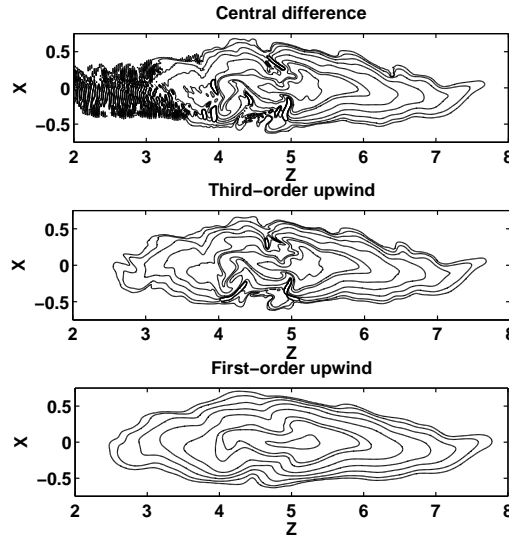 Central difference
0.5
0
−0.5
X
2 3 4 5 6 7 8
Z
Third−order upwind
0.5
0
−0.5
X
2 3 4 5 6 7 8
Z
First−order upwind
0.5
0
−0.5
X
2 3 4 5 6 7 8
Z